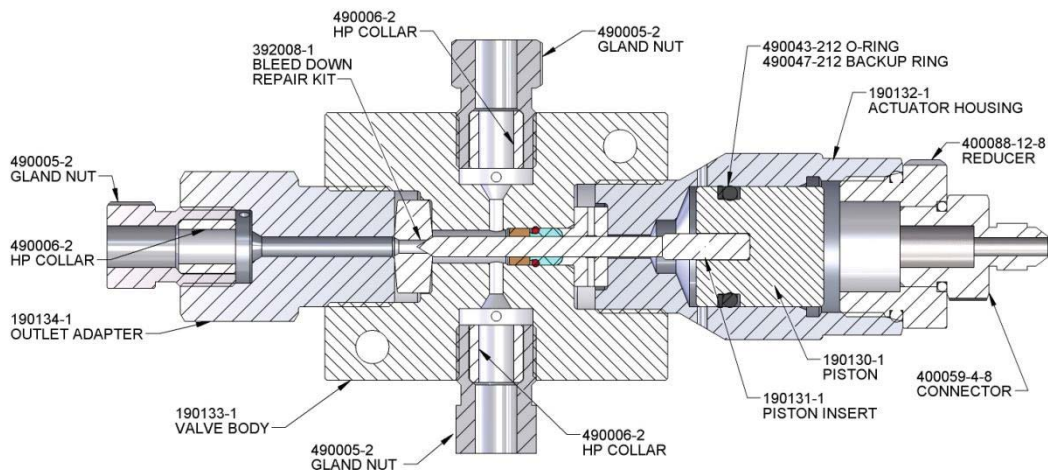 490006-2
HP COLLAR
490005-2
GLAND NUT
392008-1
BLEED DOWN
REPAIR KIT
490043-212 O-RING
490047-212 BACKUP RING
190132-1
ACTUATOR HOUSING
400088-12-8
REDUCER
490005-2
GLAND NUT
490006-2
HP COLLAR
190134-1
OUTLET ADAPTER
190133-1
VALVE BODY
490005-2
GLAND NUT
490006-2
HP COLLAR
190131-1
PISTON INSERT
190130-1
PISTON
400059-4-8
CONNECTOR